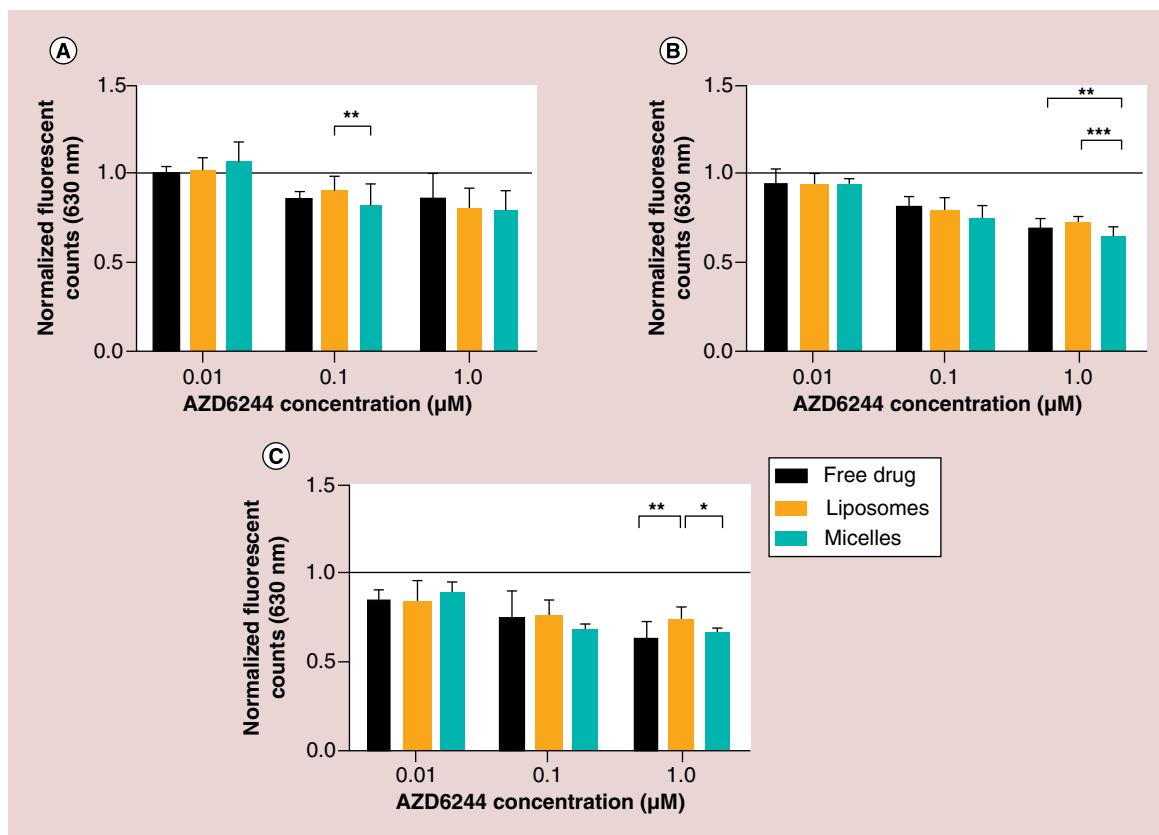 A
1.5
1.0
0.5
0.0
Normalized fluorescent
counts (630 nm)
**
0.01
0.1
1.0
AZD6244 concentration (µM)
B
1.5
1.0
0.5
0.0
Normalized fluorescent
counts (630 nm)
**
***
0.01
0.1
1.0
AZD6244 concentration (µM)
C
1.5
1.0
0.5
0.0
Normalized fluorescent
counts (630 nm)
**
*
0.01
0.1
1.0
AZD6244 concentration (µM)
Free drug
Liposomes
Micelles